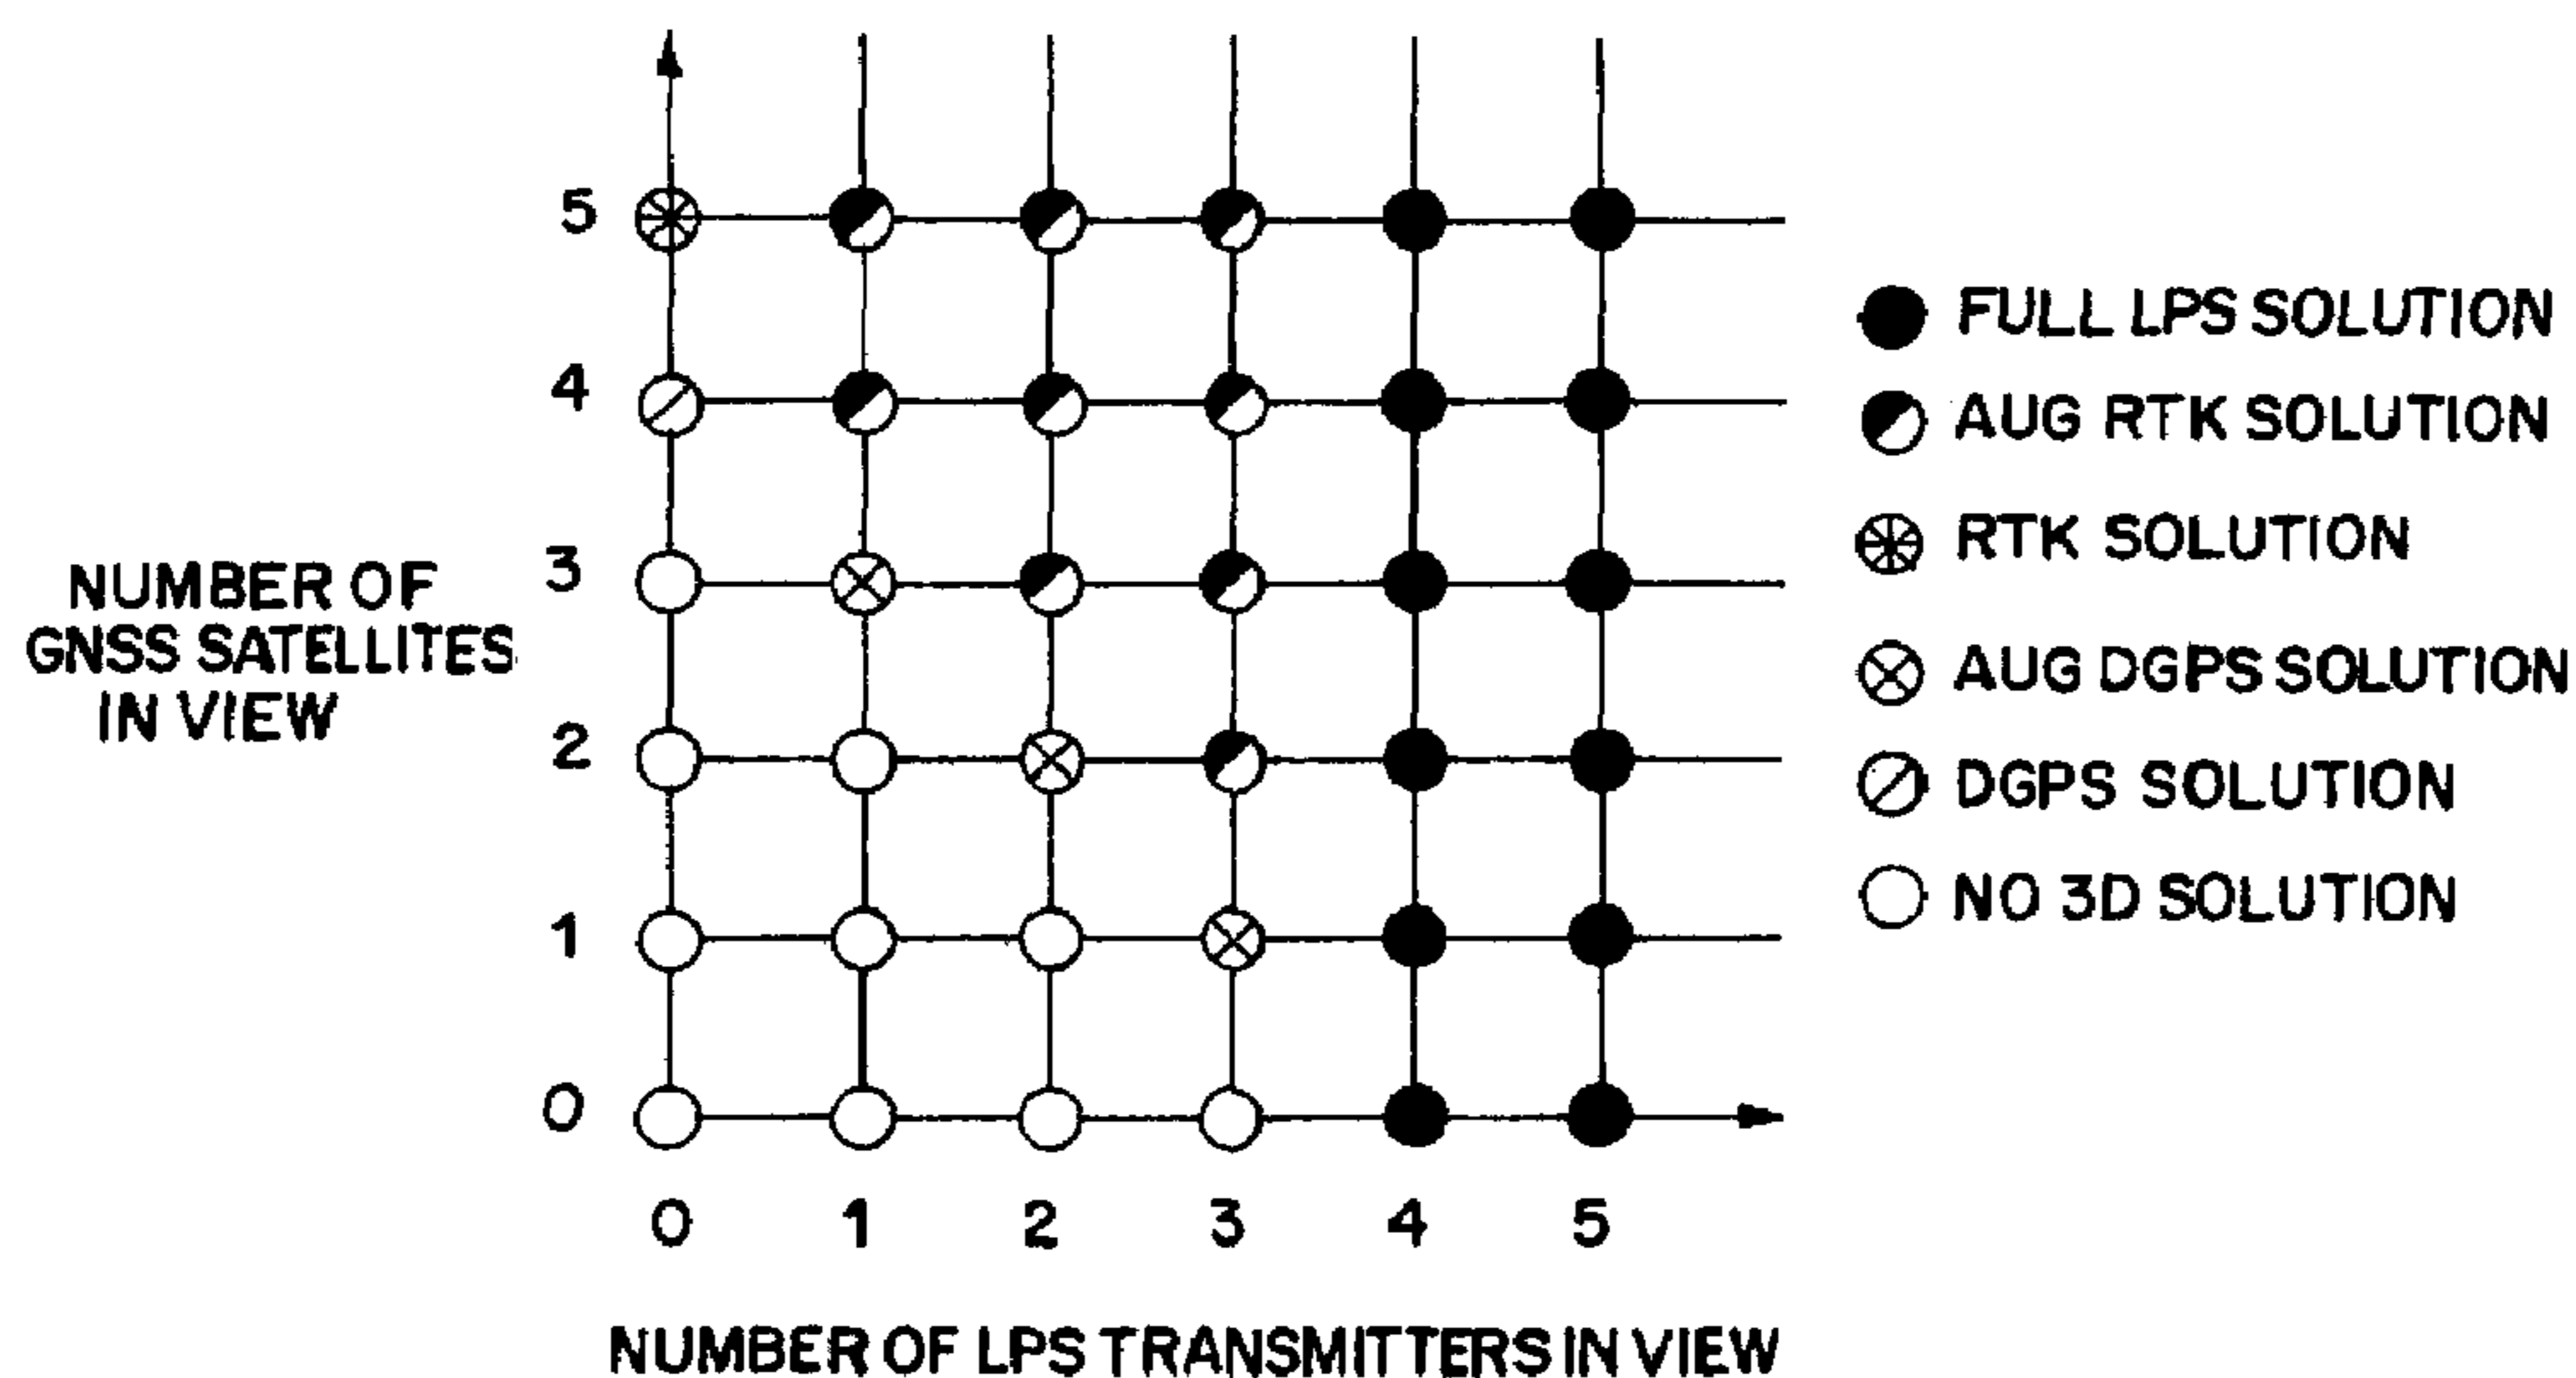 5
4
3
2
1
0
NUMBER OF
GNSS SATELLITES
IN VIEW
0 1 2 3 4 5
NUMBER OF LPS TRANSMITTERS IN VIEW
FULL LPS SOLUTION
AUG RTK SOLUTION
RTK SOLUTION
AUG DGPS SOLUTION
DGPS SOLUTION
NO 3D SOLUTION